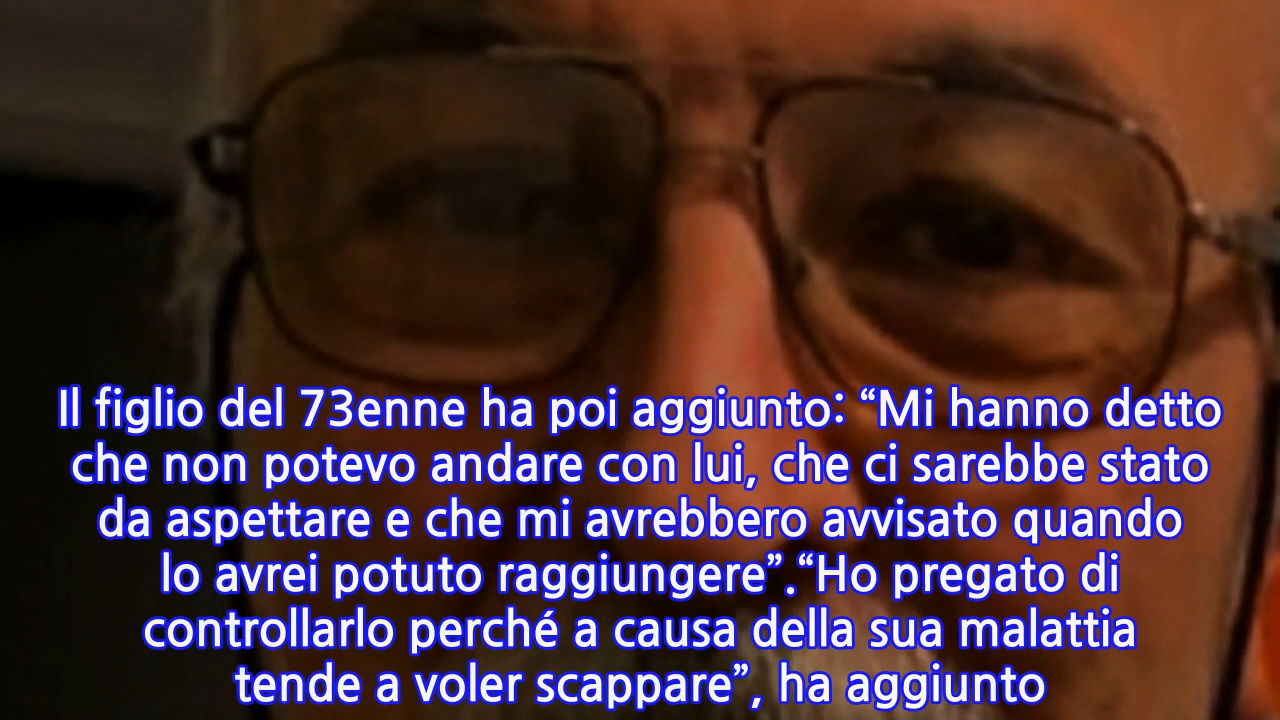 Il figlio del 73enne ha poi aggiunto: “Mi hanno detto
che non potevo andare con lui, che ci sarebbe stato
da aspettare e che mi avrebbero avvisato quando
lo avrei potuto raggiungere”.“Ho pregato di
controllarlo perché a causa della sua malattia
tende a voler scappare”, ha aggiunto